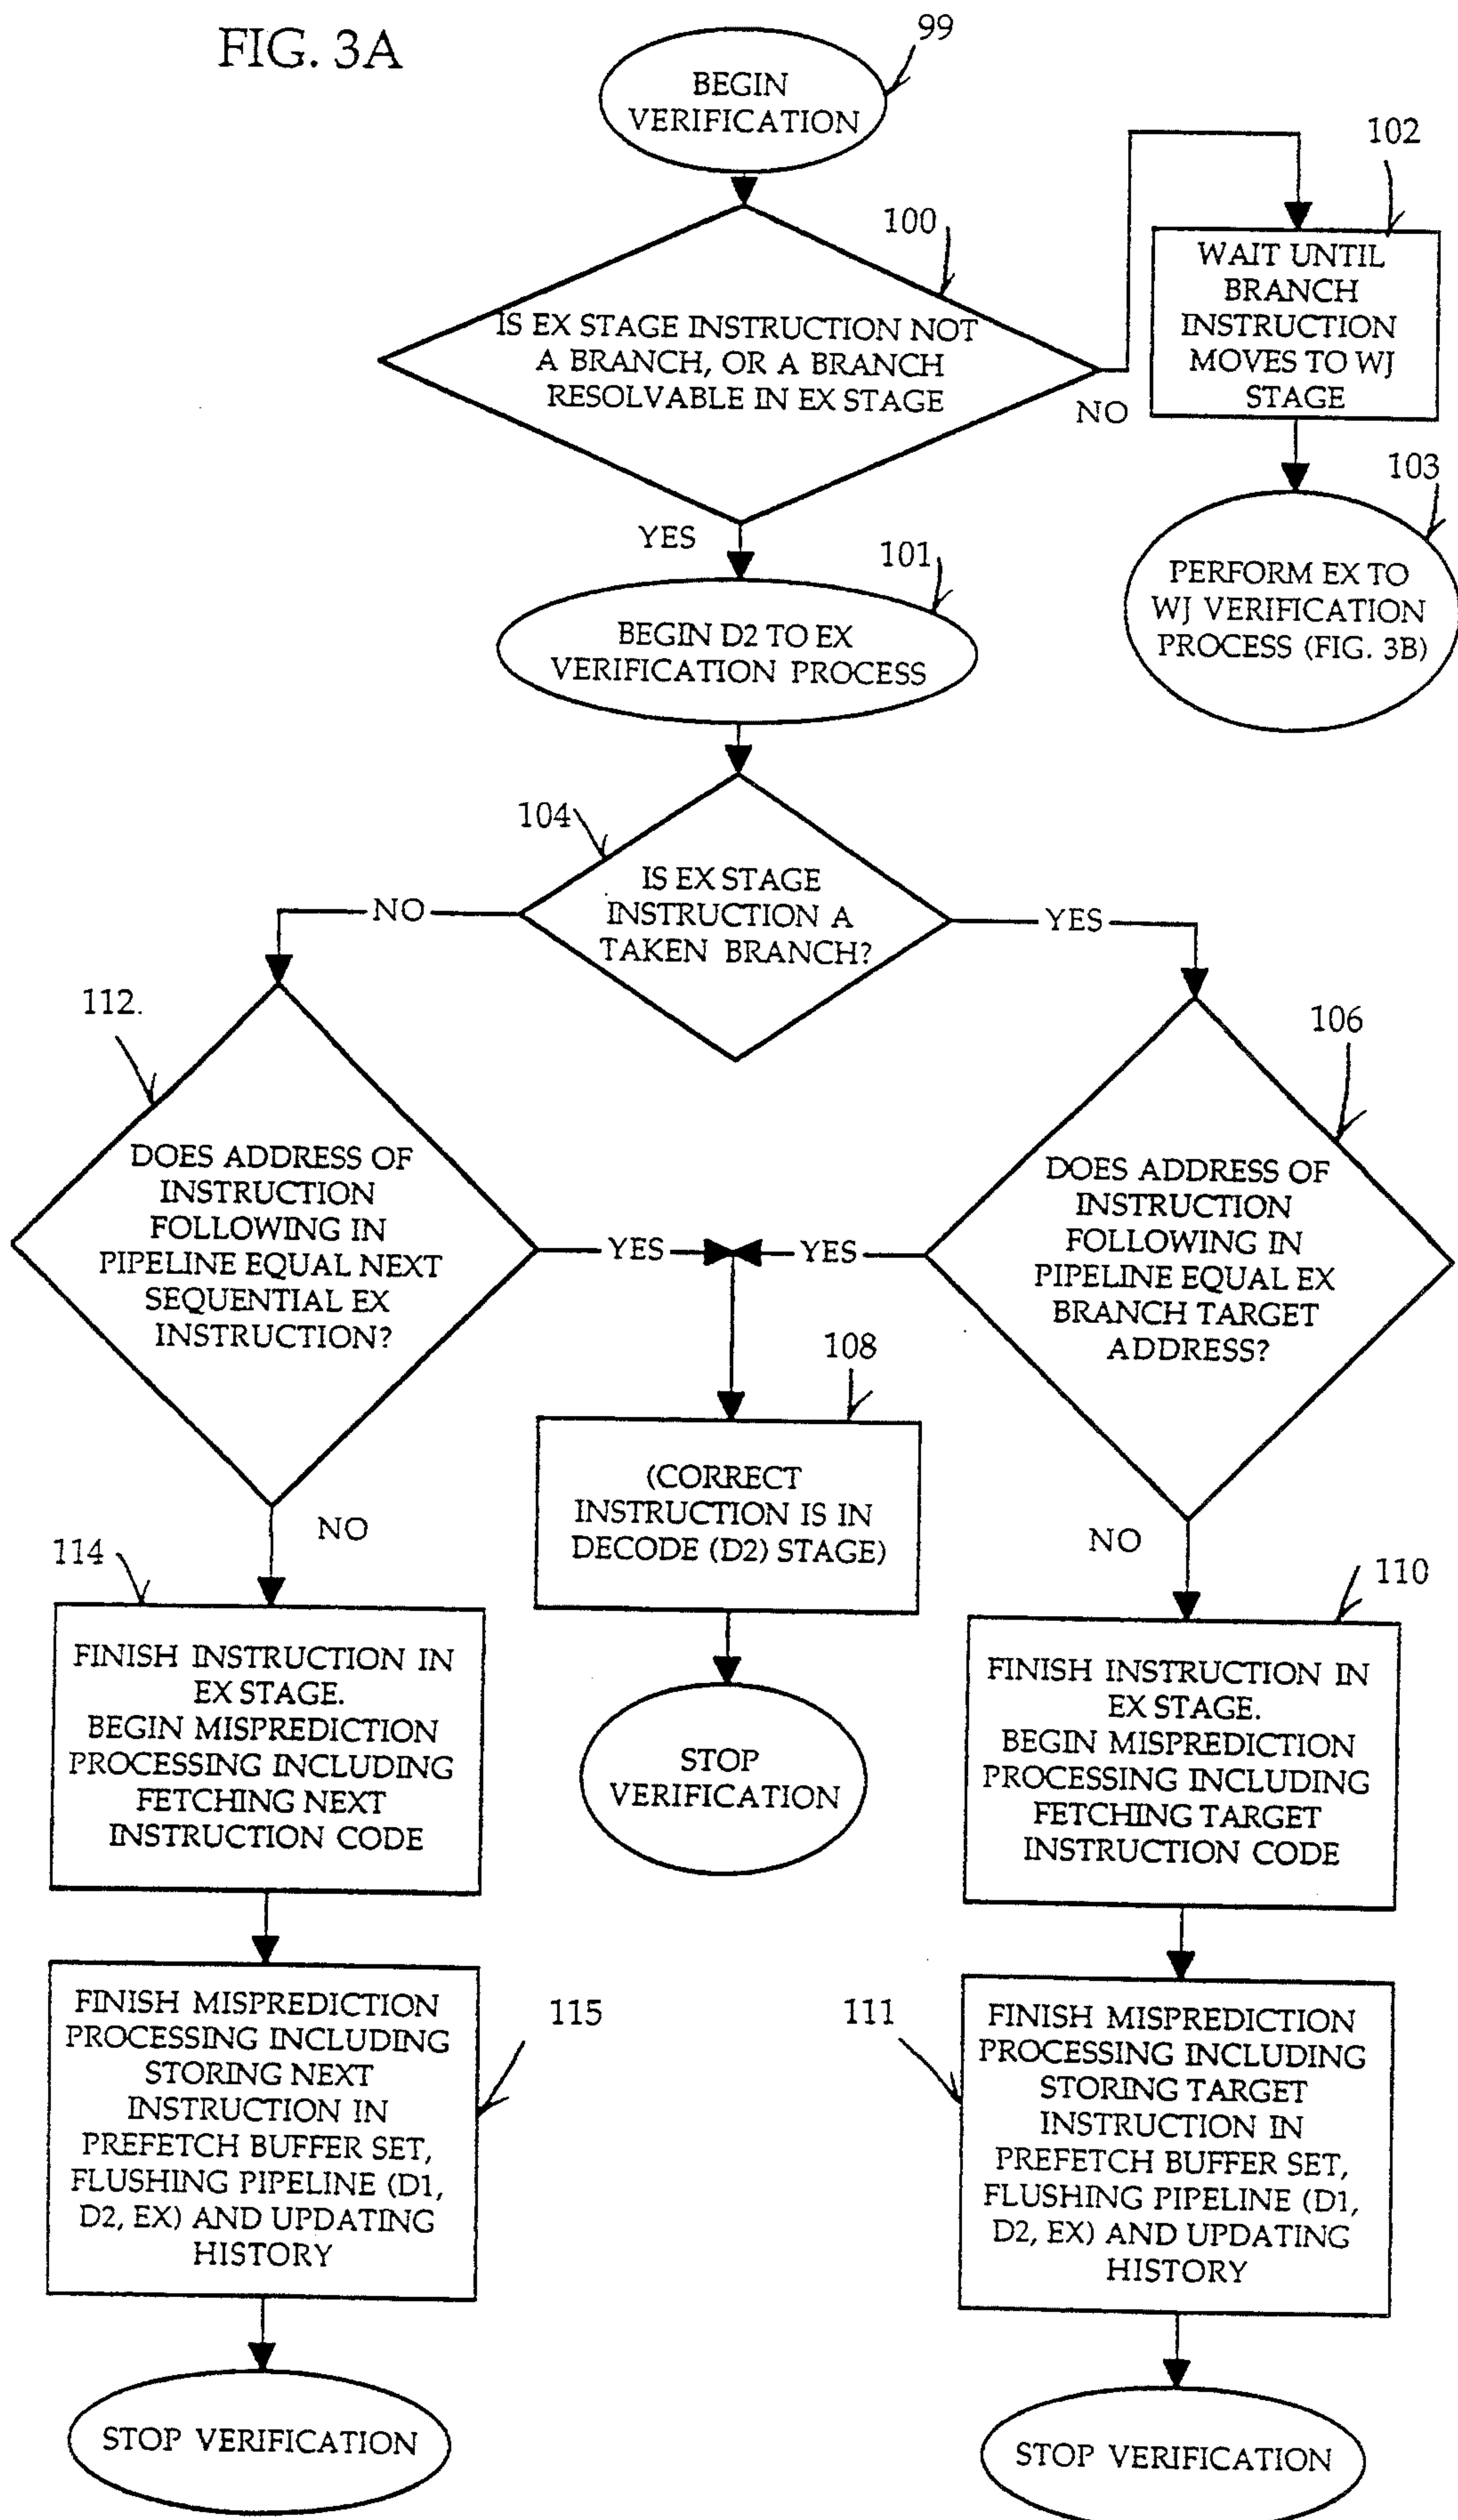 FIG. 3A
99
BEGIN
VERIFICATION
100
IS EX STAGE INSTRUCTION NOT
A BRANCH, OR A BRANCH
RESOLVABLE IN EX STAGE
NO
102
WAIT UNTIL
BRANCH
INSTRUCTION
MOVES TO WJ
STAGE
103
PERFORM EX TO
WJ VERIFICATION
PROCESS (FIG. 3B)
YES
101
BEGIN D2 TO EX
VERIFICATION PROCESS
104
IS EX STAGE
INSTRUCTION A
TAKEN BRANCH?
NO
YES
112.
DOES ADDRESS OF
INSTRUCTION
FOLLOWING IN
PIPELINE EQUAL NEXT
SEQUENTIAL EX
INSTRUCTION?
YES
106
DOES ADDRESS OF
INSTRUCTION
FOLLOWING IN
PIPELINE EQUAL EX
BRANCH TARGET
ADDRESS?
YES
108
(CORRECT
INSTRUCTION IS IN
DECODE (D2) STAGE)
STOP
VERIFICATION
NO
114
FINISH INSTRUCTION IN
EX STAGE.
BEGIN MISPREDICTION
PROCESSING INCLUDING
FETCHING NEXT
INSTRUCTION CODE
NO
110
FINISH INSTRUCTION IN
EX STAGE.
BEGIN MISPREDICTION
PROCESSING INCLUDING
FETCHING TARGET
INSTRUCTION CODE
115
FINISH MISPREDICTION
PROCESSING INCLUDING
STORING NEXT
INSTRUCTION IN
PREFETCH BUFFER SET,
FLUSHING PIPELINE (D1,
D2, EX) AND UPDATING
HISTORY
111
FINISH MISPREDICTION
PROCESSING INCLUDING
STORING TARGET
INSTRUCTION IN
PREFETCH BUFFER SET,
FLUSHING PIPELINE (D1,
D2, EX) AND UPDATING
HISTORY
STOP VERIFICATION
STOP VERIFICATION